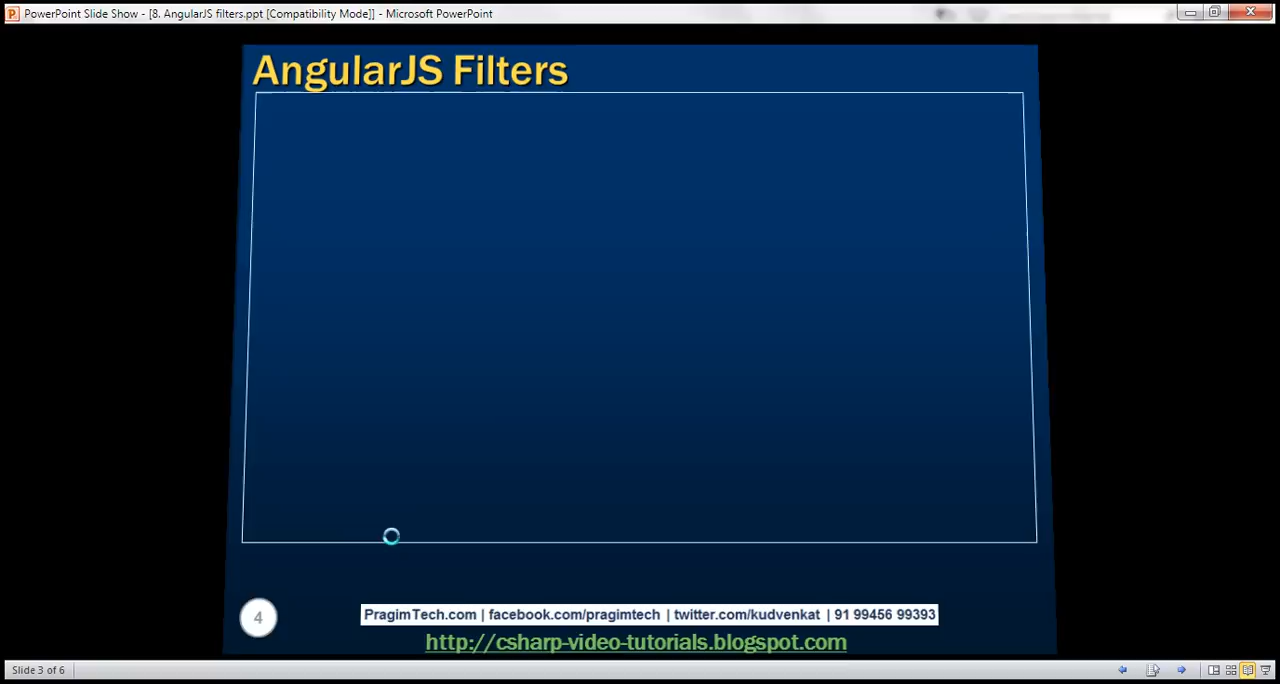 PowerPoint Slide Show - [8. AngularJS filters.ppt [Compatibility Mode]] - Microsoft PowerPoint
AngularJS Filters
4
PragimTech.com | facebook.com/pragimtech | twitter.com/kudvenkat | 91 99456 99393
http://csharp-video-tutorials.blogspot.com
Slide 3 of 6